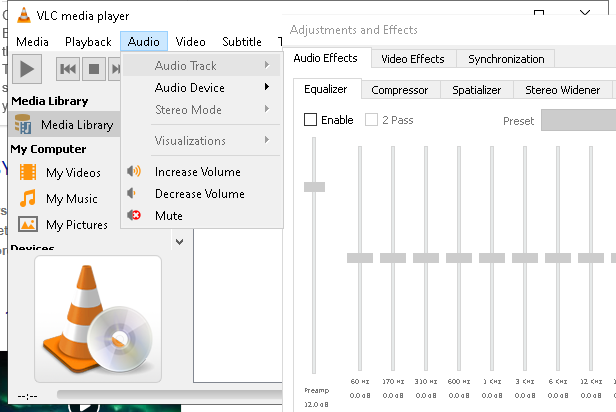 VLC media player
Media Playback Audio Video Subtitle T
Audio Track
Audio Device
Stereo Mode
Visualizations
Increase Volume
Decrease Volume
Mute
Media Library
Media Library
My Computer
My Videos
My Music
My Pictures
Devices
--:--
Adjustments and Effects
Audio Effects Video Effects Synchronization
Equalizer Compressor Spatializer Stereo Widener
Enable 2 Pass Preset
60 Hz 170 Hz 310 Hz 600 Hz 1 KHz 3 KHz 6 KHz 12 KHz
Preamp 0.0 dB 0.0 dB 0.0 dB 0.0 dB 0.0 dB 0.0 dB 0.0 dB 0.0 dB
12.0 dB